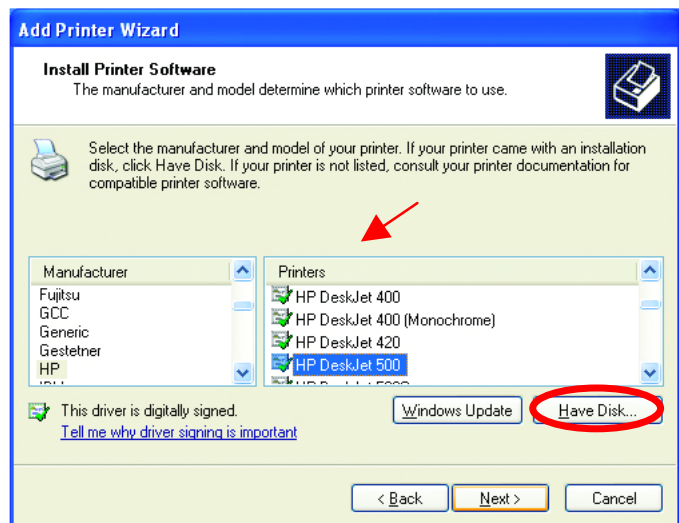 Add Printer Wizard
Install Printer Software
The manufacturer and model determine which printer software to use.
Select the manufacturer and model of your printer. If your printer came with an installation
disk, click Have Disk. If your printer is not listed, consult your printer documentation for
compatible printer software.
Manufacturer
Fujitsu
GCC
Generic
Gestetner
HP
Printers
HP DeskJet 400
HP DeskJet 400 (Monochrome)
HP DeskJet 420
HP DeskJet 500
This driver is digitally signed.
Tell me why driver signing is important
Windows Update
Have Disk...
< Back
Next >
Cancel